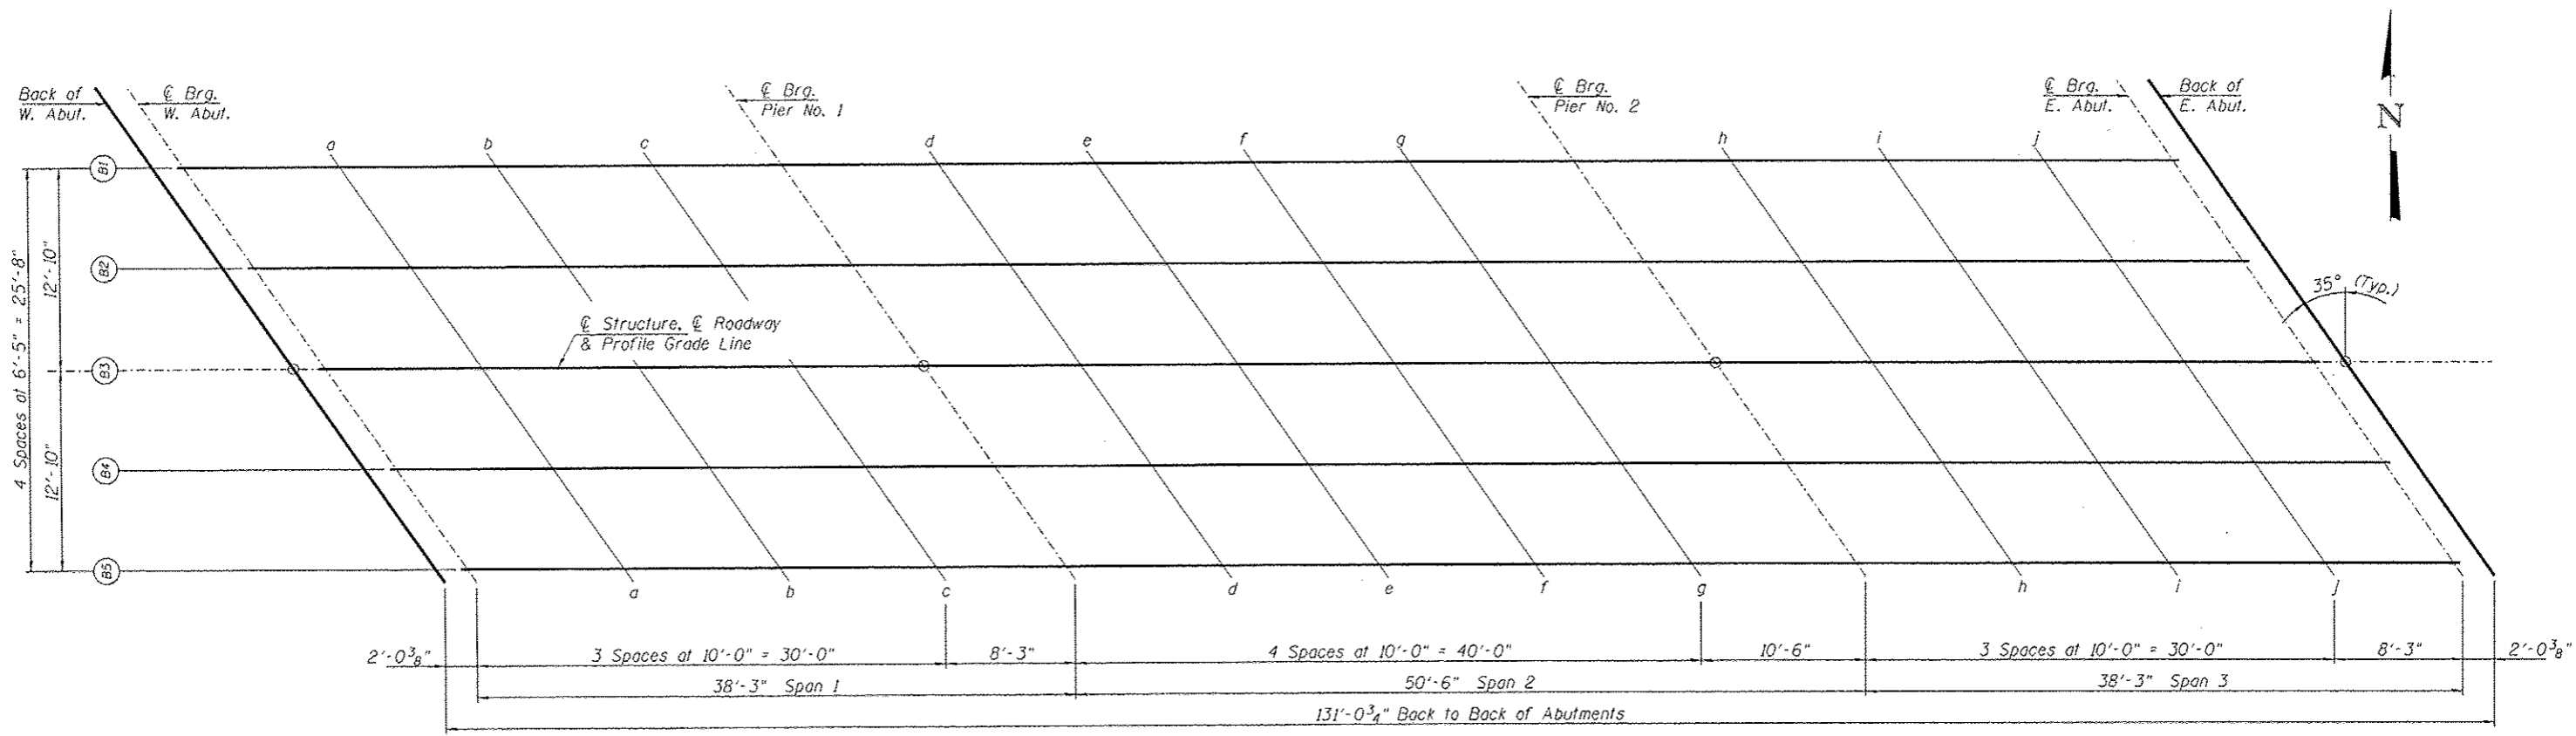 Back of
W. Abut.
℄ Brg.
W. Abut.
℄ Brg.
Pier No. 1
℄ Brg.
Pier No. 2
℄ Brg.
E. Abut.
Back of
E. Abut.
N
a b c d e f g h i j
B1
B2
B3
B4
B5
4 Spaces at 6'-5" = 25'-8"
12'-10"
12'-10"
℄ Structure, ℄ Roadway
& Profile Grade Line
35° (Typ.)
a b c d e f g h i j
2'-0 3/8" 3 Spaces at 10'-0" = 30'-0" 8'-3" 4 Spaces at 10'-0" = 40'-0" 10'-6" 3 Spaces at 10'-0" = 30'-0" 8'-3" 2'-0 3/8"
38'-3" Span 1 50'-6" Span 2 38'-3" Span 3
131'-0 3/4" Back to Back of Abutments